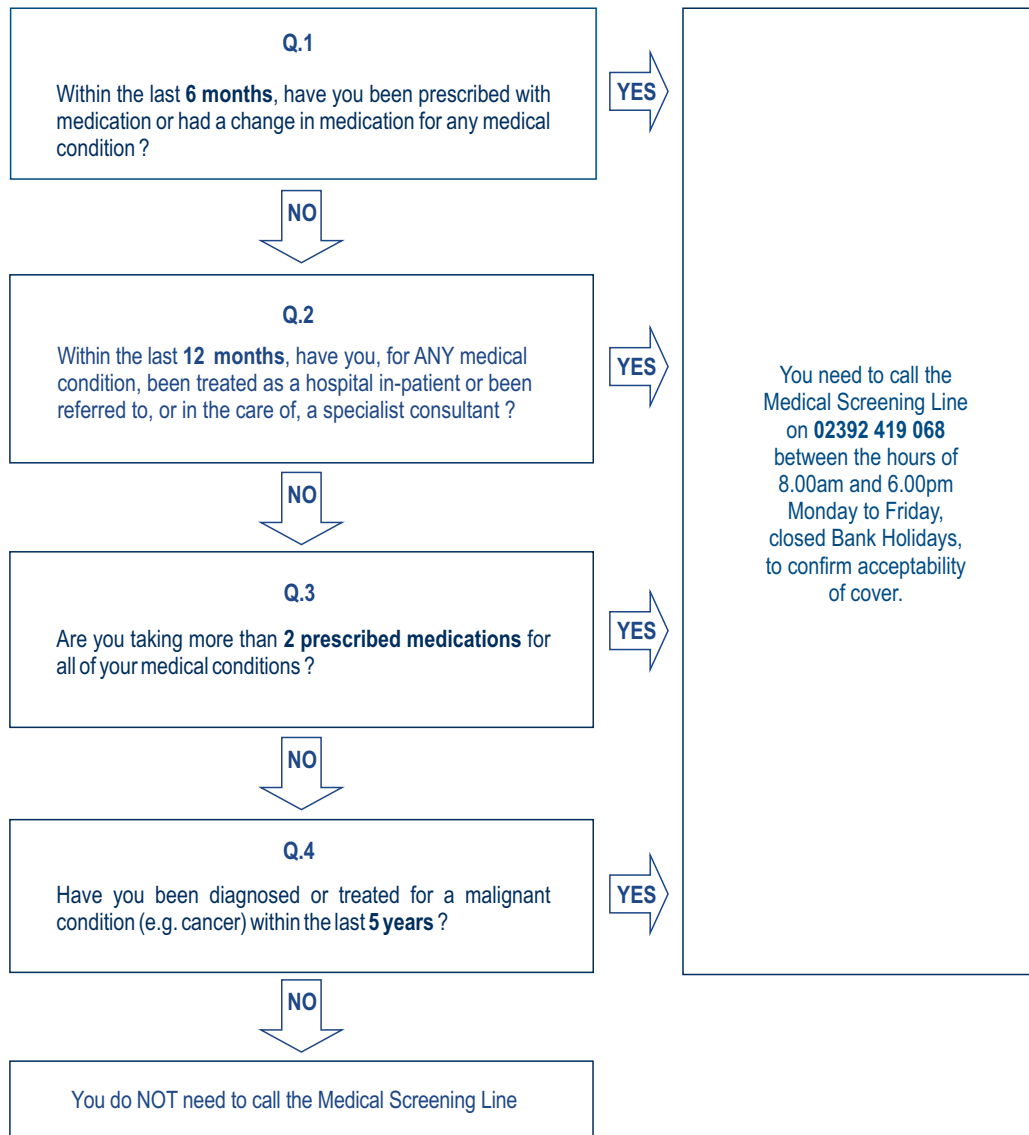 Q.1
Within the last 6 months, have you been prescribed with
medication or had a change in medication for any medical
condition ?
YES
NO
Q.2
Within the last 12 months, have you, for ANY medical
condition, been treated as a hospital in-patient or been
referred to, or in the care of, a specialist consultant ?
YES
NO
Q.3
Are you taking more than 2 prescribed medications for
all of your medical conditions ?
YES
NO
Q.4
Have you been diagnosed or treated for a malignant
condition (e.g. cancer) within the last 5 years ?
YES
NO
You do NOT need to call the Medical Screening Line
You need to call the
Medical Screening Line
on 02392 419 068
between the hours of
8.00am and 6.00pm
Monday to Friday,
closed Bank Holidays,
to confirm acceptability
of cover.